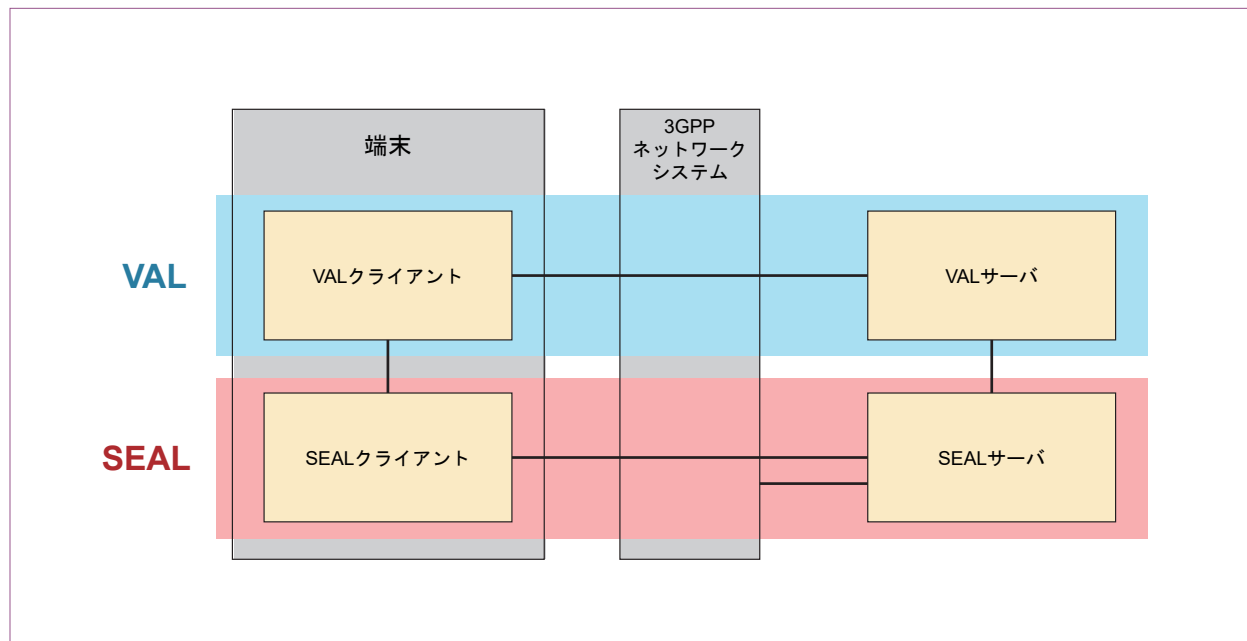 端末
3GPP
ネットワーク
システム
VAL
VALクライアント
VALサーバ
SEAL
SEALクライアント
SEALサーバ